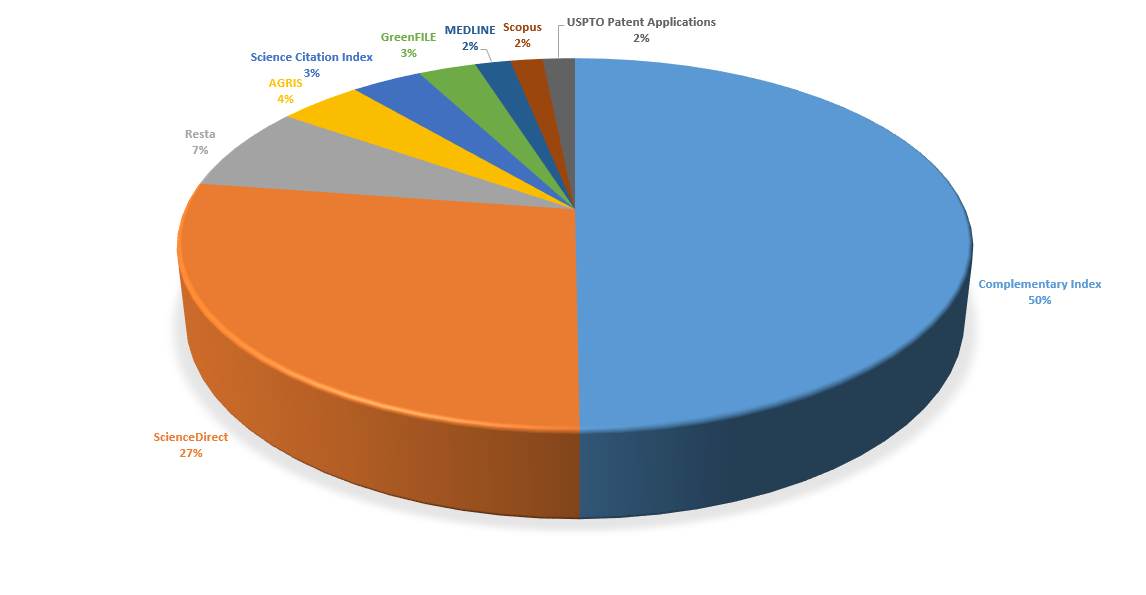 USPTO Patent Applications
2%
Scopus
2%
MEDLINE
2%
GreenFILE
3%
Science Citation Index
3%
AGRIS
4%
Resta
7%
Complementary Index
50%
ScienceDirect
27%